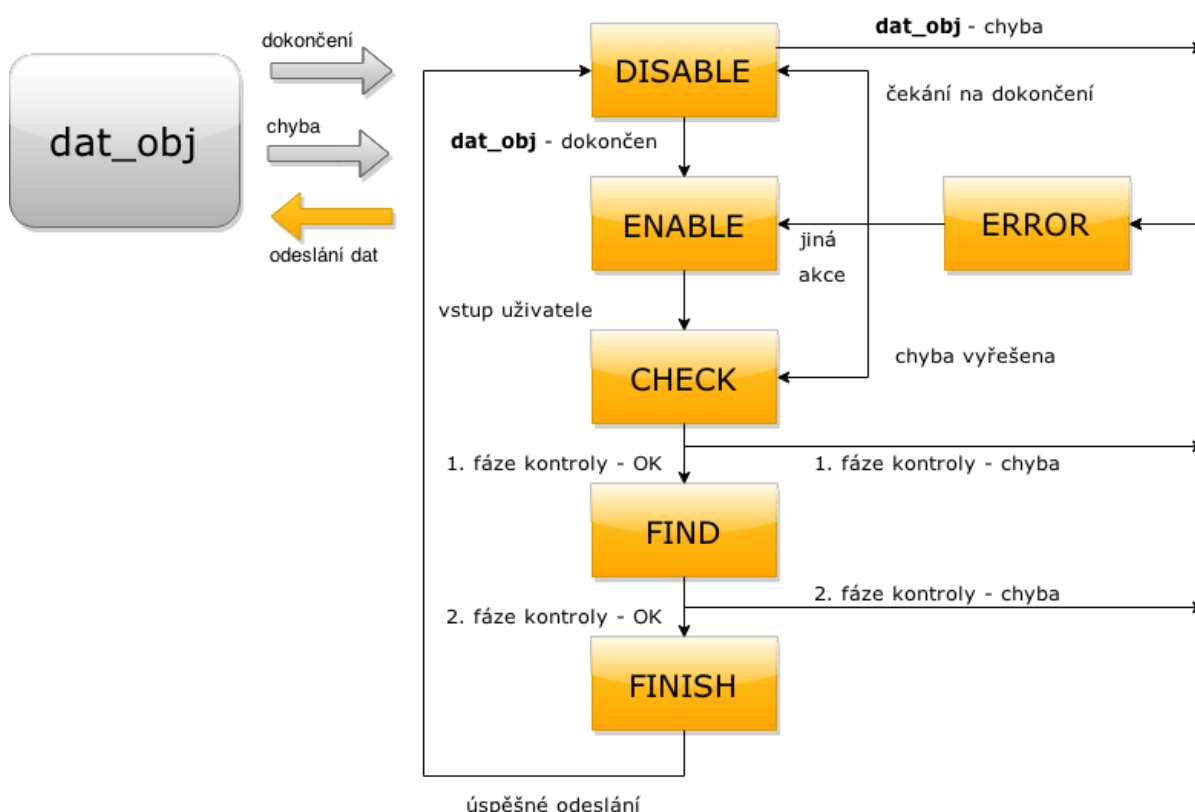 dokončení
dat_obj
chyba
odeslání dat
dat_obj - chyba
DISABLE
čekání na dokončení
dat_obj - dokončen
ENABLE
jiná
akce
ERROR
vstup uživatele
CHECK
chyba vyřešena
1. fáze kontroly - OK
1. fáze kontroly - chyba
FIND
2. fáze kontroly - OK
2. fáze kontroly - chyba
FINISH
úspěšné odeslání